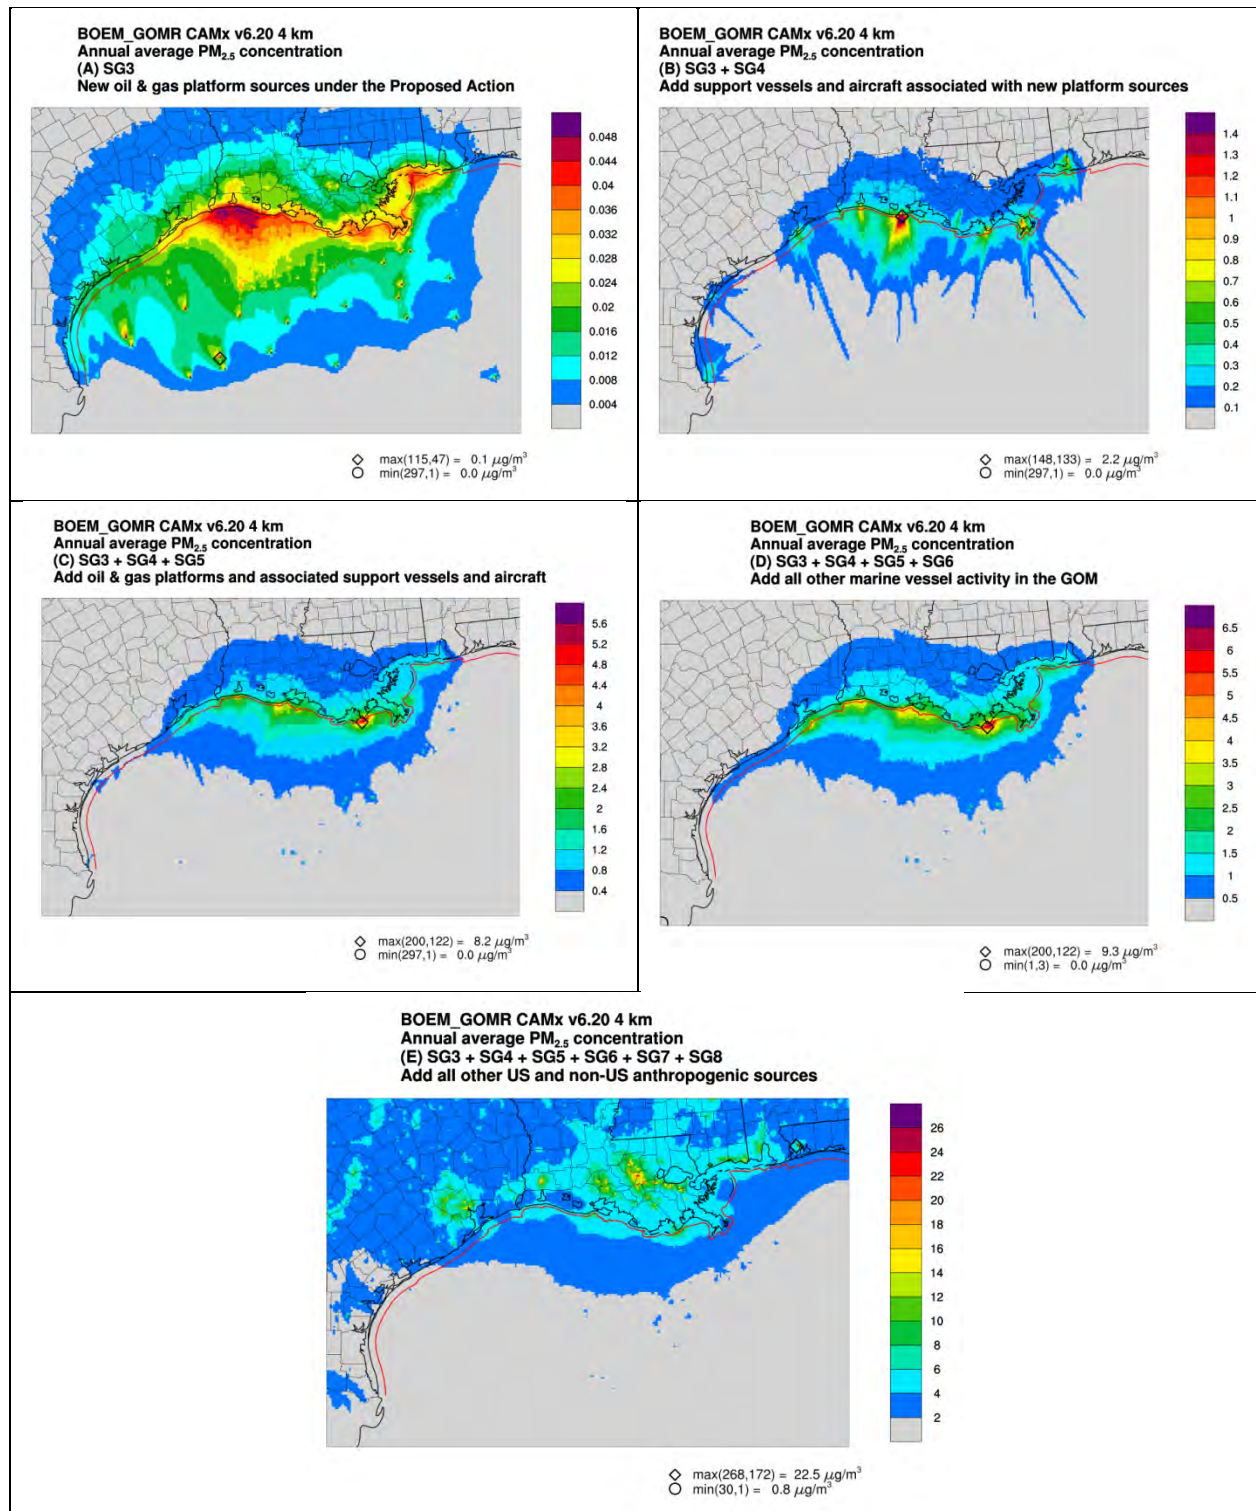 BOEM_GOMR CAMx v6.20 4 km
Annual average PM2.5 concentration
(A) SG3
New oil & gas platform sources under the Proposed Action
0.048
0.044
0.04
0.036
0.032
0.028
0.024
0.02
0.016
0.012
0.008
0.004
max(115,47) = 0.1 µg/m³
min(297,1) = 0.0 µg/m³
BOEM_GOMR CAMx v6.20 4 km
Annual average PM2.5 concentration
(B) SG3 + SG4
Add support vessels and aircraft associated with new platform sources
1.4
1.3
1.2
1.1
1
0.9
0.8
0.7
0.6
0.5
0.4
0.3
0.2
0.1
max(148,133) = 2.2 µg/m³
min(297,1) = 0.0 µg/m³
BOEM_GOMR CAMx v6.20 4 km
Annual average PM2.5 concentration
(C) SG3 + SG4 + SG5
Add oil & gas platforms and associated support vessels and aircraft
5.6
5.2
4.8
4.4
4
3.6
3.2
2.8
2.4
2
1.6
1.2
0.8
0.4
max(200,122) = 8.2 µg/m³
min(297,1) = 0.0 µg/m³
BOEM_GOMR CAMx v6.20 4 km
Annual average PM2.5 concentration
(D) SG3 + SG4 + SG5 + SG6
Add all other marine vessel activity in the GOM
6.5
6
5.5
5
4.5
4
3.5
3
2.5
2
1.5
1
0.5
max(200,122) = 9.3 µg/m³
min(1,3) = 0.0 µg/m³
BOEM_GOMR CAMx v6.20 4 km
Annual average PM2.5 concentration
(E) SG3 + SG4 + SG5 + SG6 + SG7 + SG8
Add all other US and non-US anthropogenic sources
26
24
22
20
18
16
14
12
10
8
6
4
2
max(268,172) = 22.5 µg/m³
min(30,1) = 0.8 µg/m³